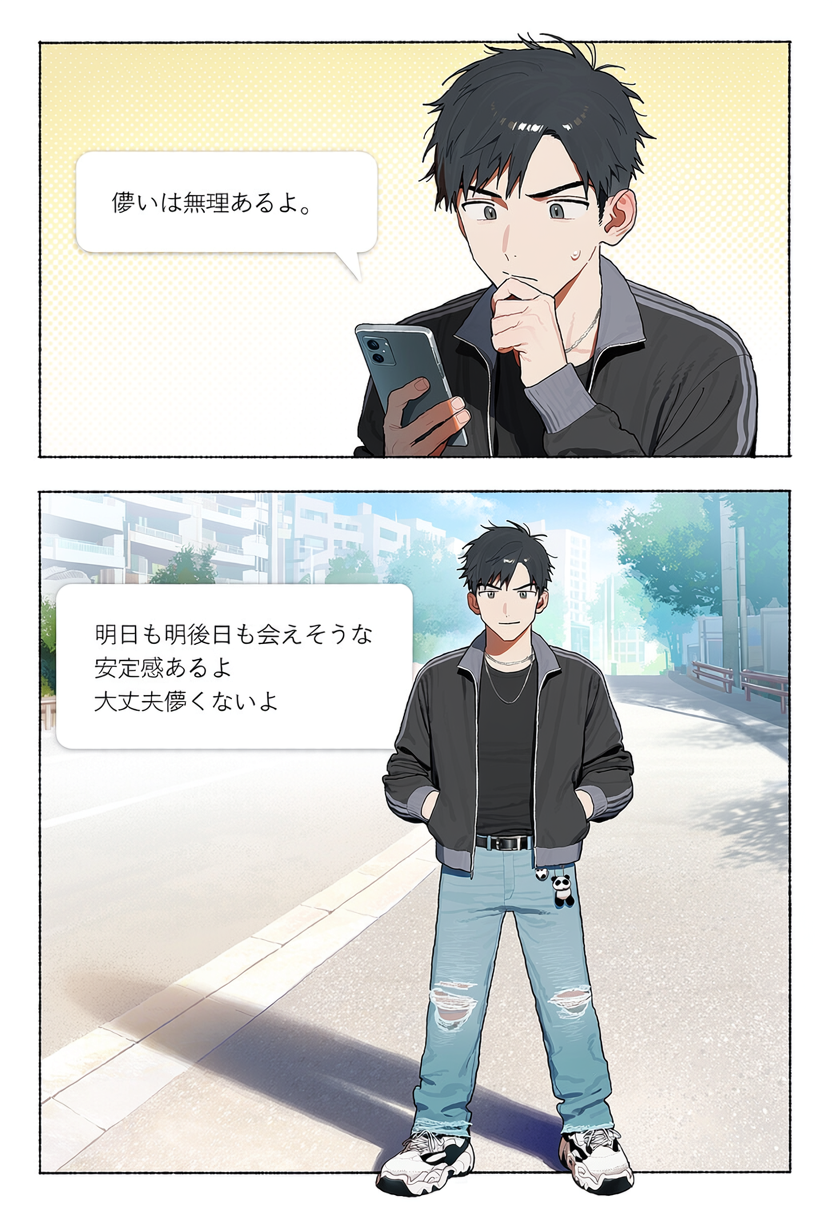 儚いは無理あるよ。
明日も明後日も会えそうな
安定感あるよ
大丈夫儚くないよ